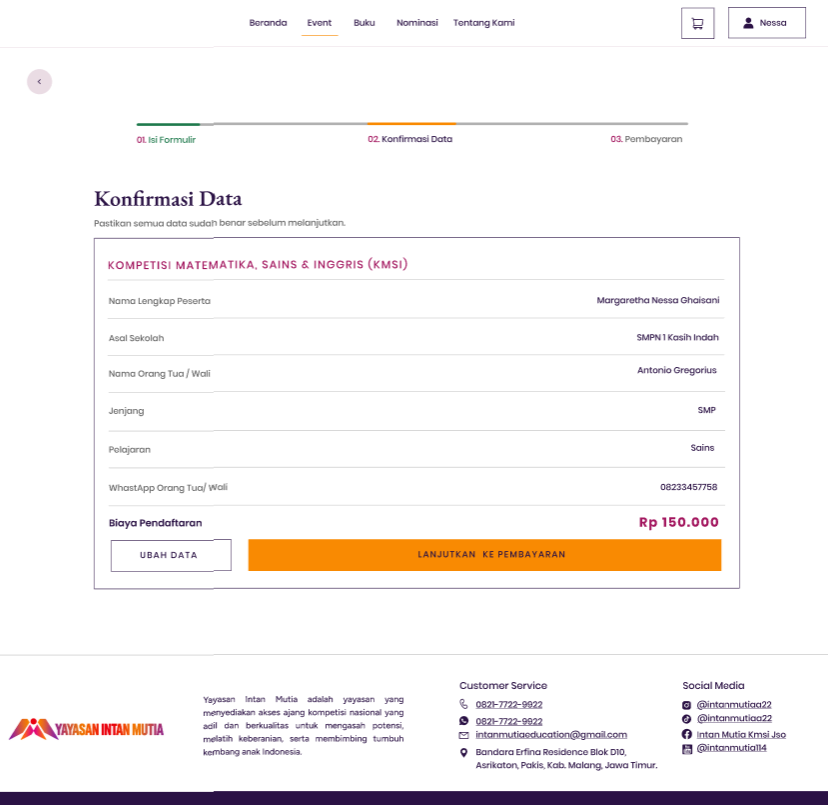 Beranda Event Buku Nominasi Tentang Kami Nessa
01. Isi Formulir 02. Konfirmasi Data 03. Pembayaran
Konfirmasi Data
Pastikan semua data sudah benar sebelum melanjutkan.
KOMPETISI MATEMATIKA, SAINS & INGGRIS (KMSI)
Nama Lengkap Peserta Margaretha Nessa Ghaisani
Asal Sekolah SMPN 1 Kasih Indah
Nama Orang Tua / Wali Antonio Gregorius
Jenjang SMP
Pelajaran Sains
WhastApp Orang Tua/ Wali 08233457758
Biaya Pendaftaran Rp 150.000
UBAH DATA LANJUTKAN KE PEMBAYARAN
YAYASAN INTAN MUTIA
Yayasan Intan Mutia adalah yayasan yang
menyediakan akses ajang kompetisi nasional yang
adil dan berkualitas untuk mengasah potensi,
melatih keberanian, serta membimbing tumbuh
kembang anak Indonesia.
Customer Service
0821-7722-9922
0821-7722-9922
intanmutiaeducation@gmail.com
Bandara Erfina Residence Blok D10,
Asrikaton, Pakis, Kab. Malang, Jawa Timur.
Social Media
@intanmutiaa22
@intanmutiaa22
Intan Mutia Kmsi Jso
@intanmutia114